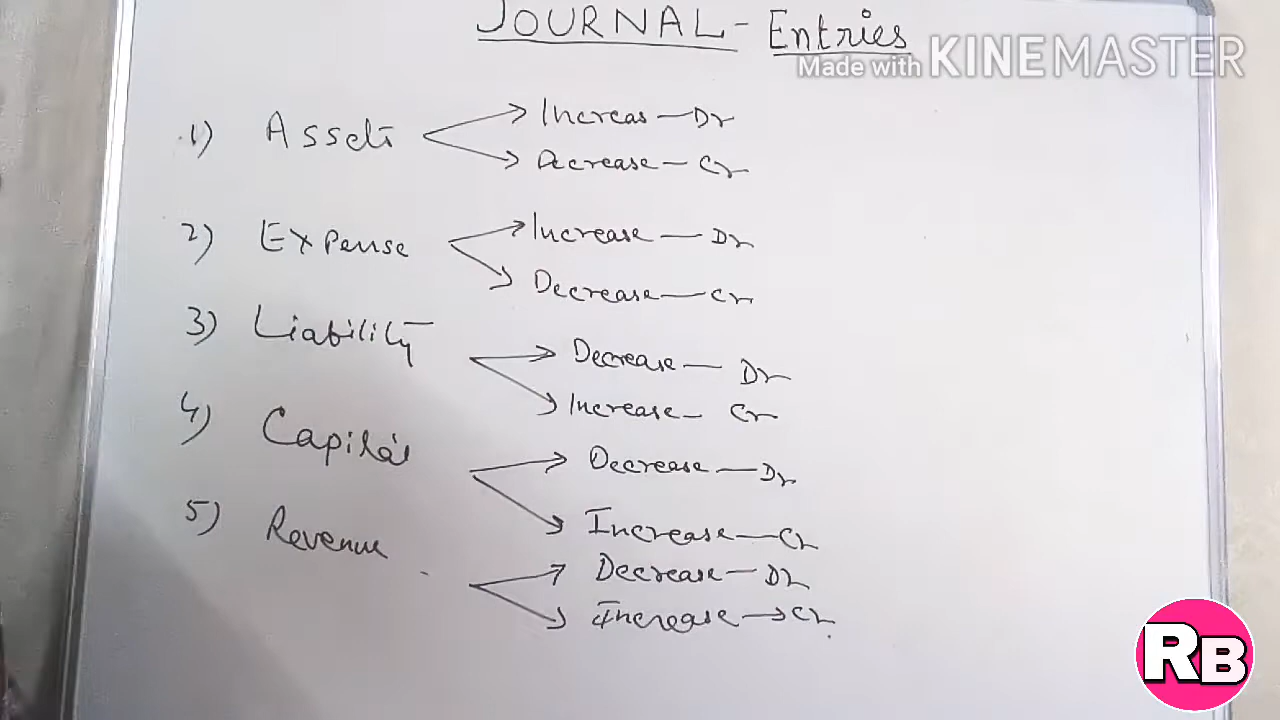 JOURNAL - Entries
Made with KINEMASTER
1) Assets
Increas - Dr
Decrease - Cr
2) Expense
Increase - Dr
Decrease - Cr
3) Liability
Decrease - Dr
Increase - Cr
4) Capital
Decrease - Dr
Increase - Cr
5) Revenue
Decrease - Dr
Increase → Cr
RB